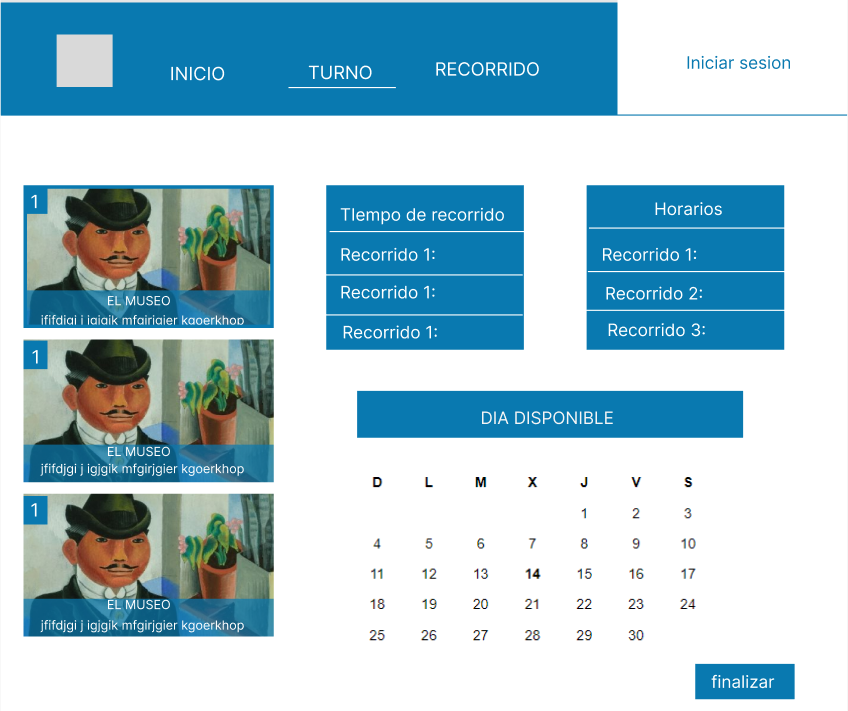 INICIO
TURNO
RECORRIDO
Iniciar sesion
1
EL MUSEO
jfifdjgi j igjgik mfgirjgier kgoerkhop
1
EL MUSEO
jfifdjgi j igjgik mfgirjgier kgoerkhop
1
EL MUSEO
jfifdjgi j igjgik mfgirjgier kgoerkhop
TIempo de recorrido
Recorrido 1:
Recorrido 1:
Recorrido 1:
Horarios
Recorrido 1:
Recorrido 2:
Recorrido 3:
DIA DISPONIBLE
D L M X J V S
1 2 3
4 5 6 7 8 9 10
11 12 13 14 15 16 17
18 19 20 21 22 23 24
25 26 27 28 29 30
finalizar